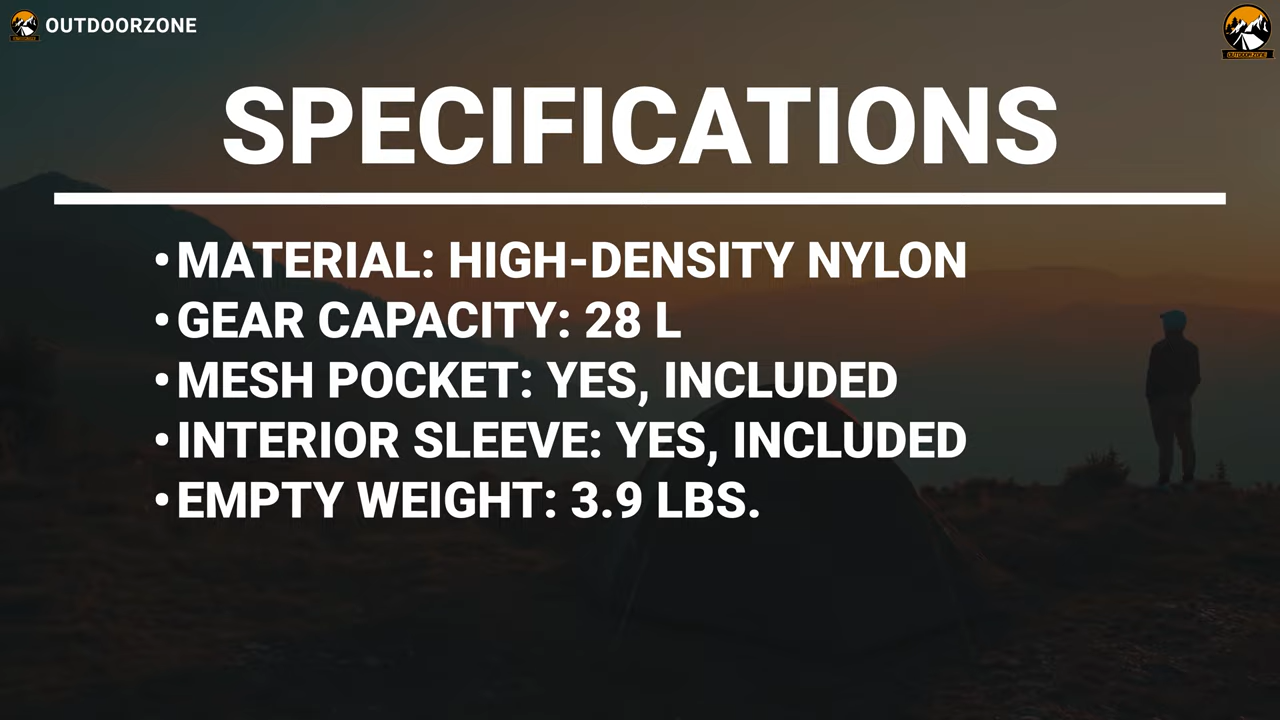 OUTDOORZONE
SPECIFICATIONS
• MATERIAL: HIGH-DENSITY NYLON
• GEAR CAPACITY: 28 L
• MESH POCKET: YES, INCLUDED
• INTERIOR SLEEVE: YES, INCLUDED
• EMPTY WEIGHT: 3.9 LBS.